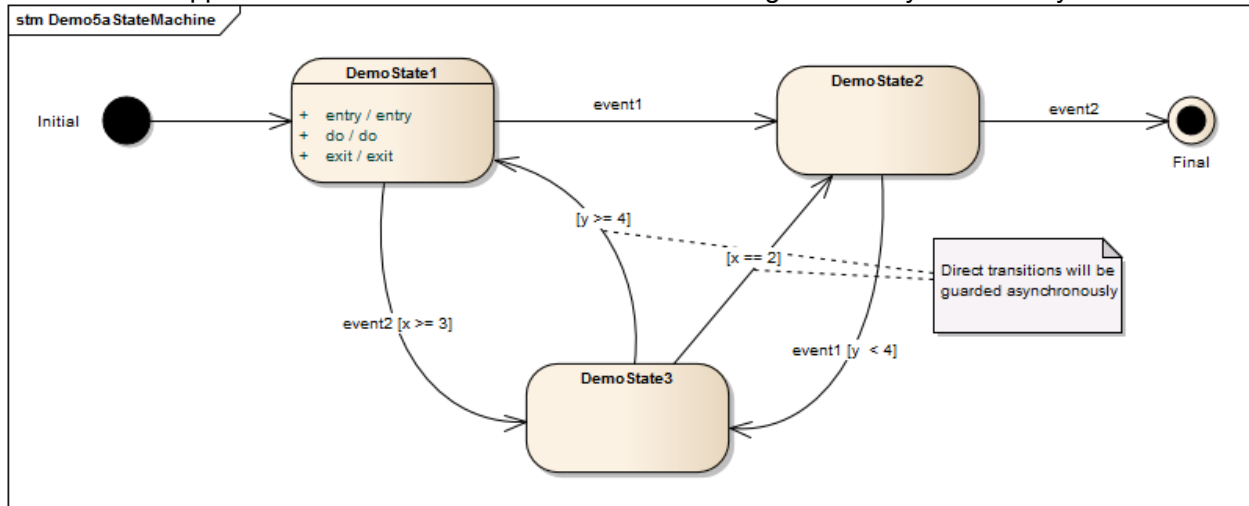 stm Demo5aStateMachine
Initial
DemoState1
+ entry / entry
+ do / do
+ exit / exit
event1
DemoState2
event2
Final
[y >= 4]
[x == 2]
Direct transitions will be
guarded asynchronously
event2 [x >= 3]
event1 [y < 4]
DemoState3